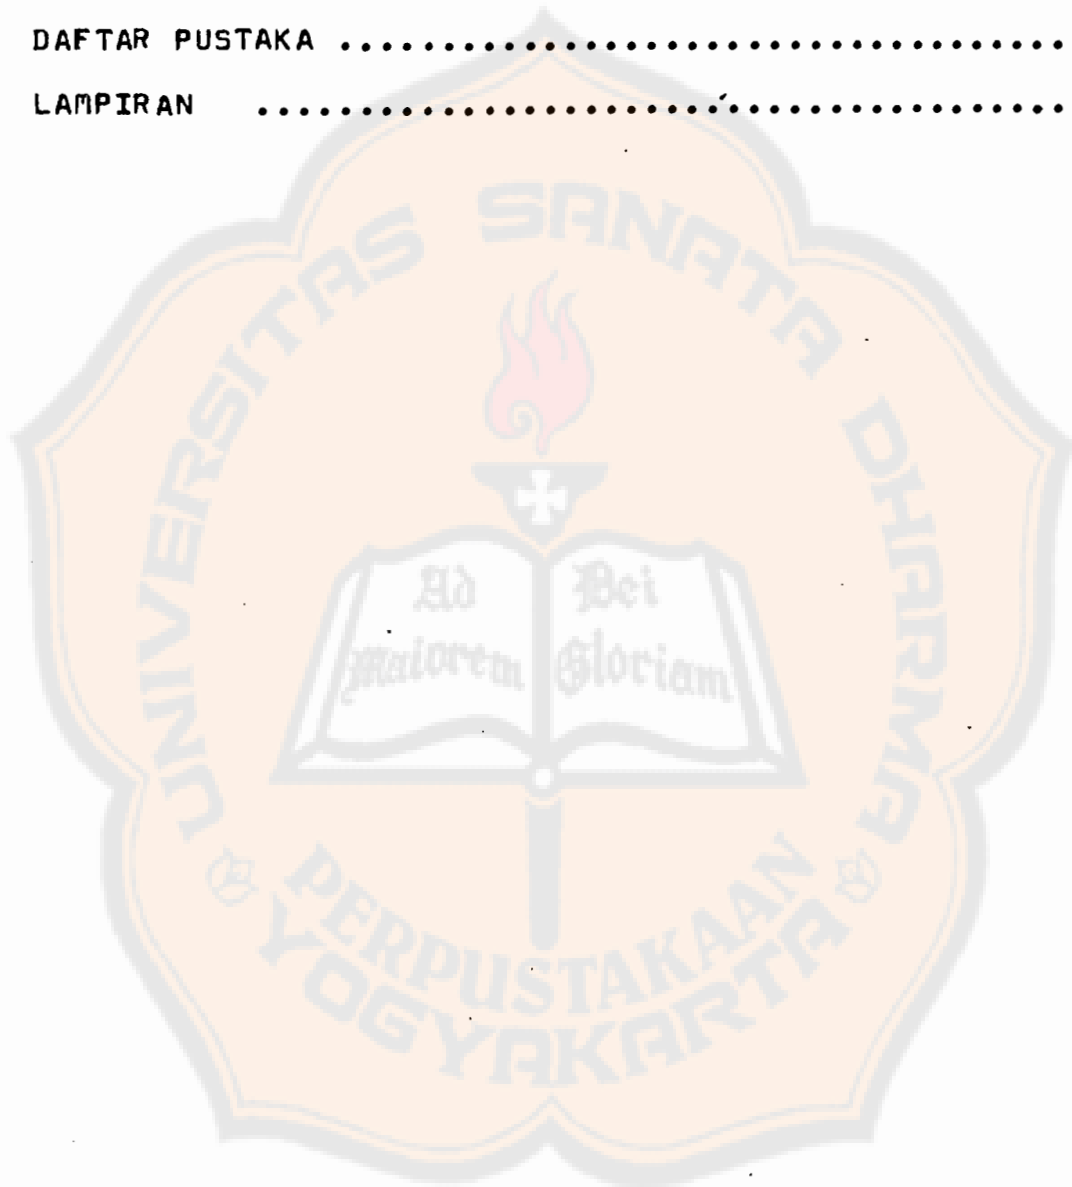 DAFTAR PUSTAKA .....................................
LAMPIRAN ........................................
UNIVERSITAS SANATA DHARMA
Ad Dei
Maiorem Gloriam
PERPUSTAKAAN
YOGYAKARTA